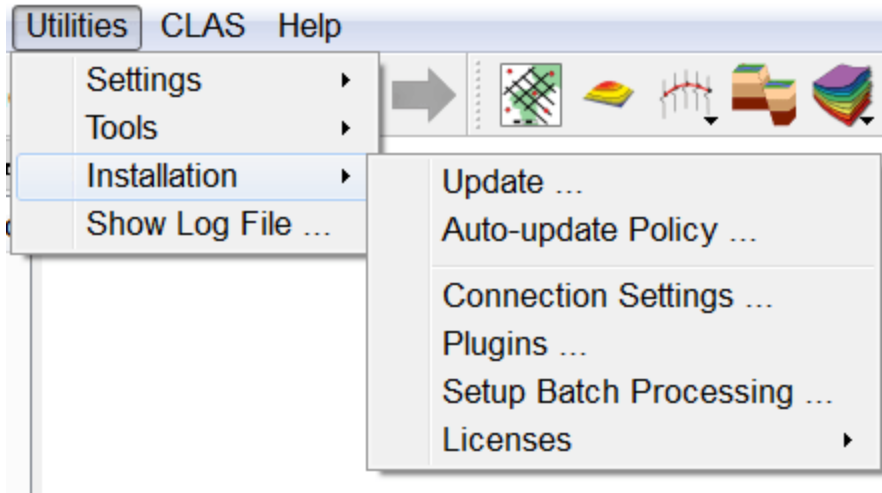 Utilities CLAS Help
Settings
Tools
Installation
Show Log File ...
Update ...
Auto-update Policy ...
Connection Settings ...
Plugins ...
Setup Batch Processing ...
Licenses